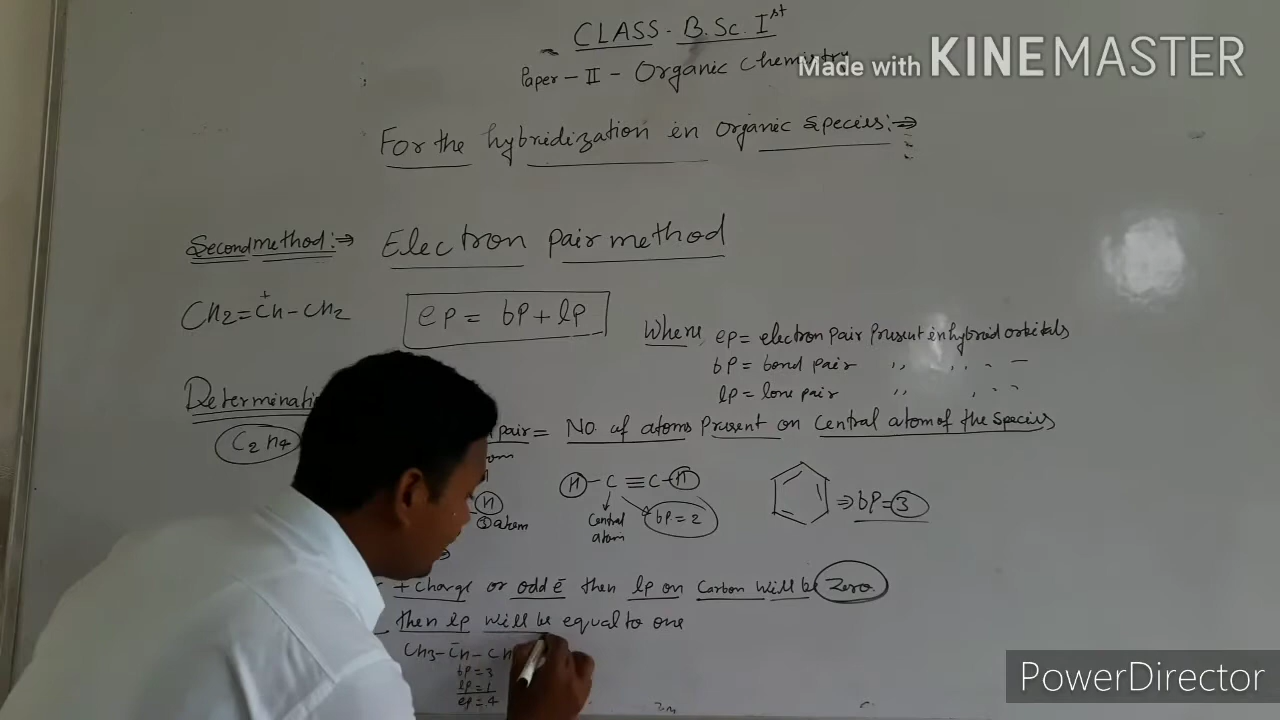 CLASS - B.Sc. Ist
Paper - II - Organic chemistry
Made with KINEMASTER
For the hybridization in Organic Species:⇒
Second method:⇒ Electron pair method
CH2=CH-CH2
+
ep = bp + lp
Where ep = electron pair Present in hybrid orbitals
bp = bond pair ,, ,, - -
lp = lone pair ,, , - -
Determinati
C2H4
pair = No. of atoms Present on Central atom of the Species
om
H-C≡C-H
Central atom
bp=2
⇒ bp=3
H
③ atom
+ charge or odd ē then lp on Carbon will be Zero.
then lp will be equal to one
CH3-C̄H-CH
bp=3
lp=1
ep=4
PowerDirector